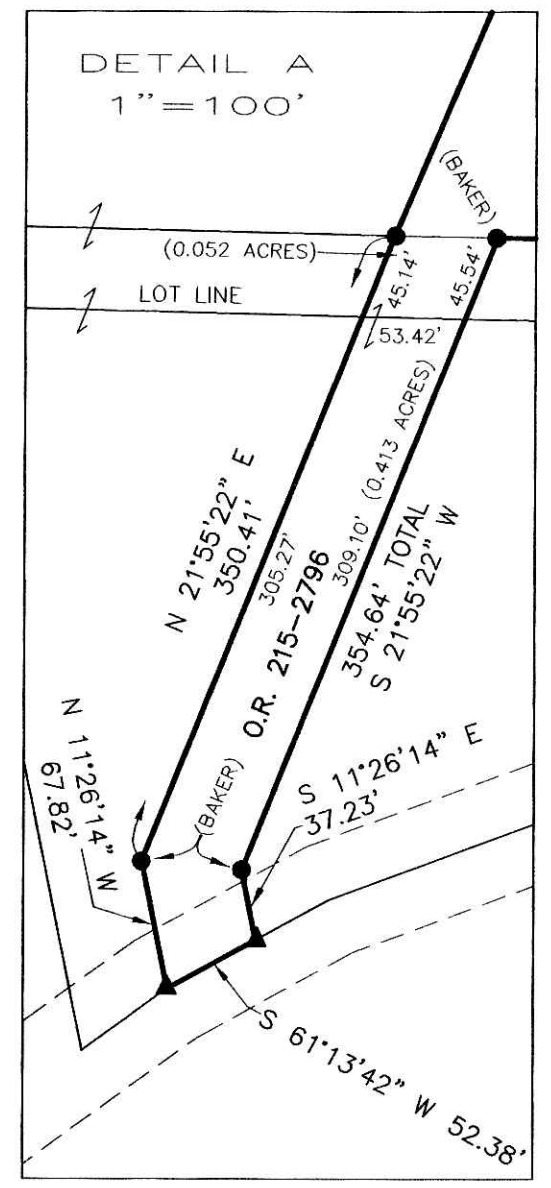 DETAIL A
1"=100'
(BAKER)
(0.052 ACRES)
45.14'
45.54'
LOT LINE
53.42'
N 21°55'22" E
350.41'
305.27'
O.R. 215-2796
309.10' (0.413 ACRES)
354.64' TOTAL
S 21°55'22" W
N 11°26'14" W
67.82'
(BAKER)
S 11°26'14" E
37.23'
S 61°13'42" W 52.38'